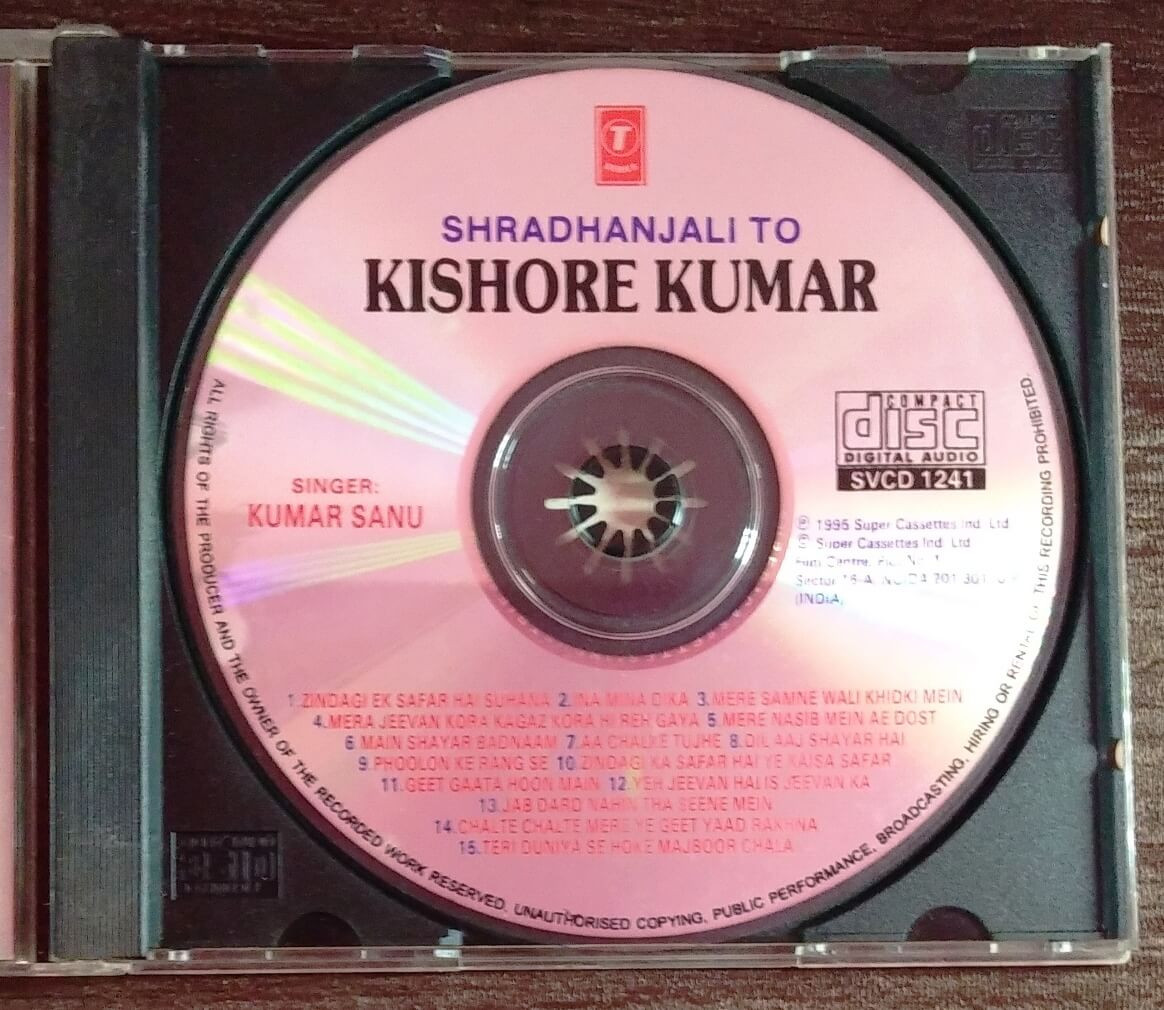 T
SHRADHANJALI TO
KISHORE KUMAR
COMPACT
disc
DIGITAL AUDIO
SVCD 1241
SINGER:
KUMAR SANU
℗ 1995 Super Cassettes Ind. Ltd
© Super Cassettes Ind. Ltd
Film Centre,
Sector 16-A, NOIDA 201 301
(INDIA)
1.ZINDAGI EK SAFAR HAI SUHANA 2.INA MINA DIKA 3.MERE SAMNE WALI KHIDKI MEIN
4.MERA JEEVAN KORA KAGAZ KORA HI REH GAYA 5.MERE NASIB MEIN AE DOST
6.MAIN SHAYAR BADNAAM 7.AA CHALKE TUJHE 8.DIL AAJ SHAYAR HAI
9.PHOOLON KE RANG SE 10.ZINDAGI KA SAFAR HAI YE KAISA SAFAR
11.GEET GAATA HOON MAIN 12.YEH JEEVAN HAI IS JEEVAN KA
13.JAB DARD NAHIN THA SEENE MEIN
14.CHALTE CHALTE MERE YE GEET YAAD RAKHNA
15.TERI DUNIYA SE HOKE MAJBOOR CHALA
ALL RIGHTS OF THE PRODUCER AND THE OWNER OF THE RECORDED WORK RESERVED. UNAUTHORISED COPYING, PUBLIC PERFORMANCE, BROADCASTING, HIRING OR RENTAL OF THIS RECORDING PROHIBITED.